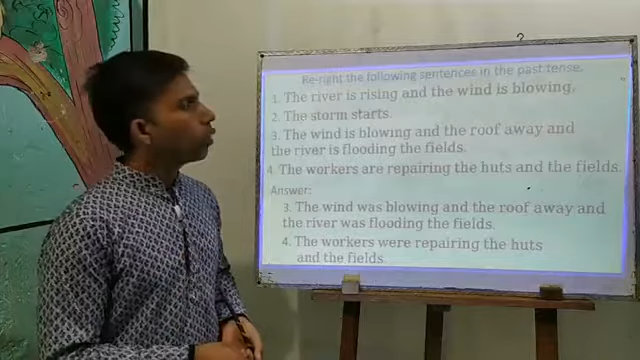 Re-right the following sentences in the past tense.
1. The river is rising and the wind is blowing.
2. The storm starts.
3. The wind is blowing and the roof away and
the river is flooding the fields.
4. The workers are repairing the huts and the fields.
Answer:
3. The wind was blowing and the roof away and
the river was flooding the fields.
4. The workers were repairing the huts
and the fields.